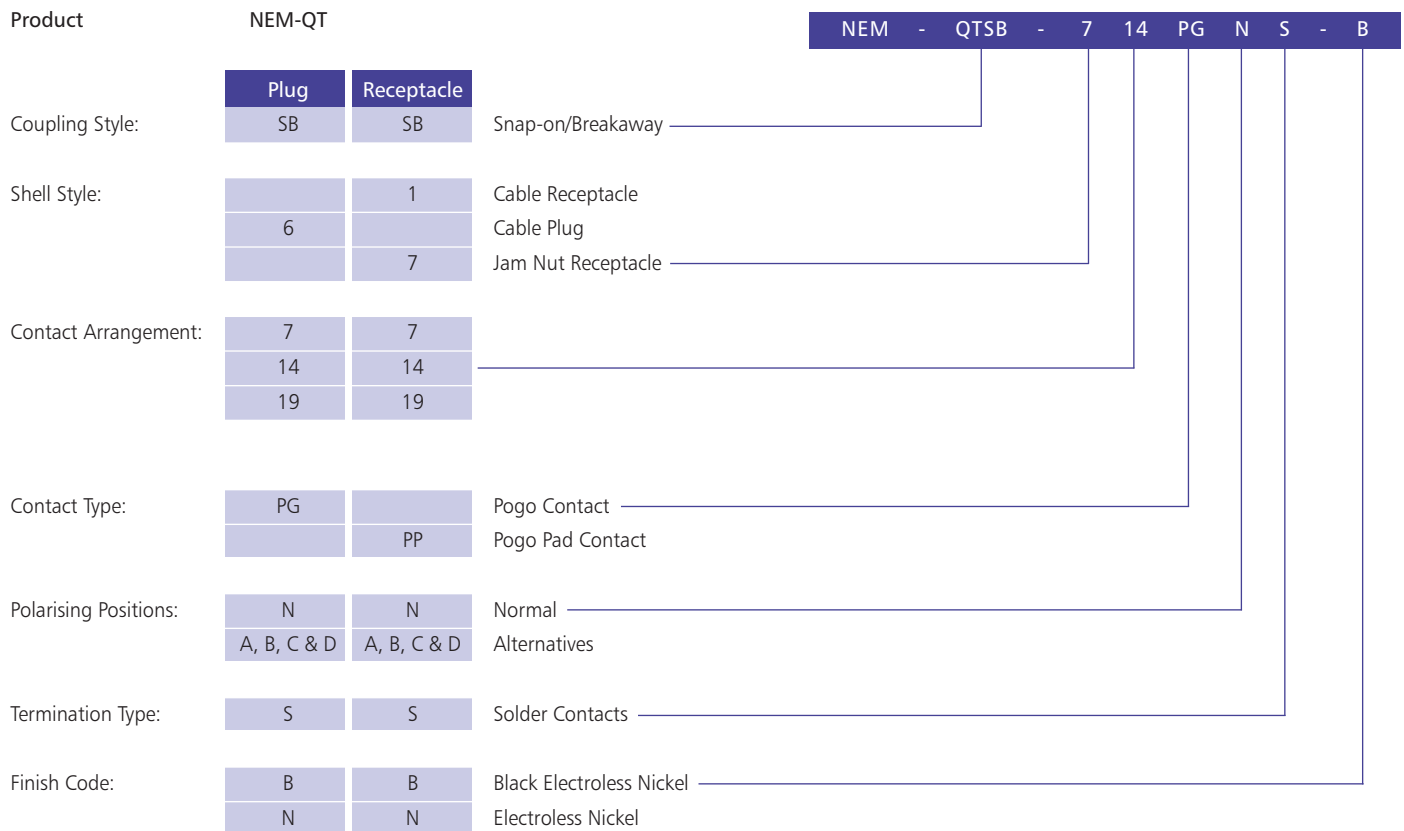 Product NEM-QT
NEM - QTSB - 7 14 PG N S - B
Plug Receptacle
Coupling Style: SB SB Snap-on/Breakaway
Shell Style: 1 Cable Receptacle
6 Cable Plug
7 Jam Nut Receptacle
Contact Arrangement: 7 7
14 14
19 19
Contact Type: PG Pogo Contact
PP Pogo Pad Contact
Polarising Positions: N N Normal
A, B, C & D A, B, C & D Alternatives
Termination Type: S S Solder Contacts
Finish Code: B B Black Electroless Nickel
N N Electroless Nickel